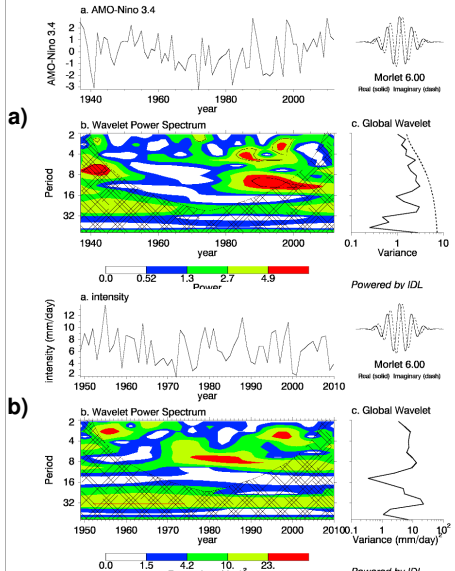 a. AMO-Nino 3.4
AMO-Nino 3.4
2
1
0
-1
-2
-3
1940 1960 1980 2000
year
Morlet 6.00
Real (solid) Imaginary (dash)
a)
b. Wavelet Power Spectrum
Period
2
4
8
16
32
1940 1960 1980 2000
year
c. Global Wavelet
0.1 1 10
Variance
0.0 0.52 1.3 2.7 4.9
Power
Powered by IDL
a. intensity
intensity (mm/day)
12
10
8
6
4
2
1950 1960 1970 1980 1990 2000 2010
year
Morlet 6.00
Real (solid) Imaginary (dash)
b)
b. Wavelet Power Spectrum
Period
2
4
8
16
32
1950 1960 1970 1980 1990 2000 2010
year
c. Global Wavelet
0.1 1 10 100
Variance (mm/day)²
0.0 1.5 4.2 10. 23.
Powered by IDL